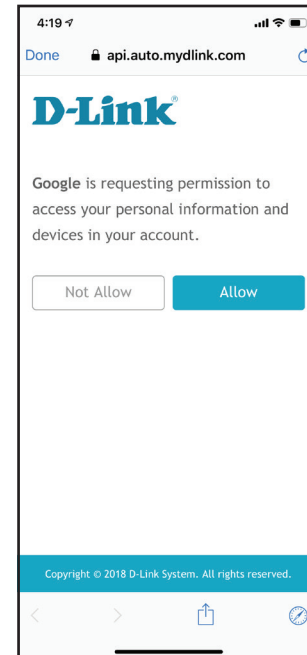 4:19
Done api.auto.mydlink.com
D-Link®
Google is requesting permission to
access your personal information and
devices in your account.
Not Allow Allow
Copyright © 2018 D-Link System. All rights reserved.